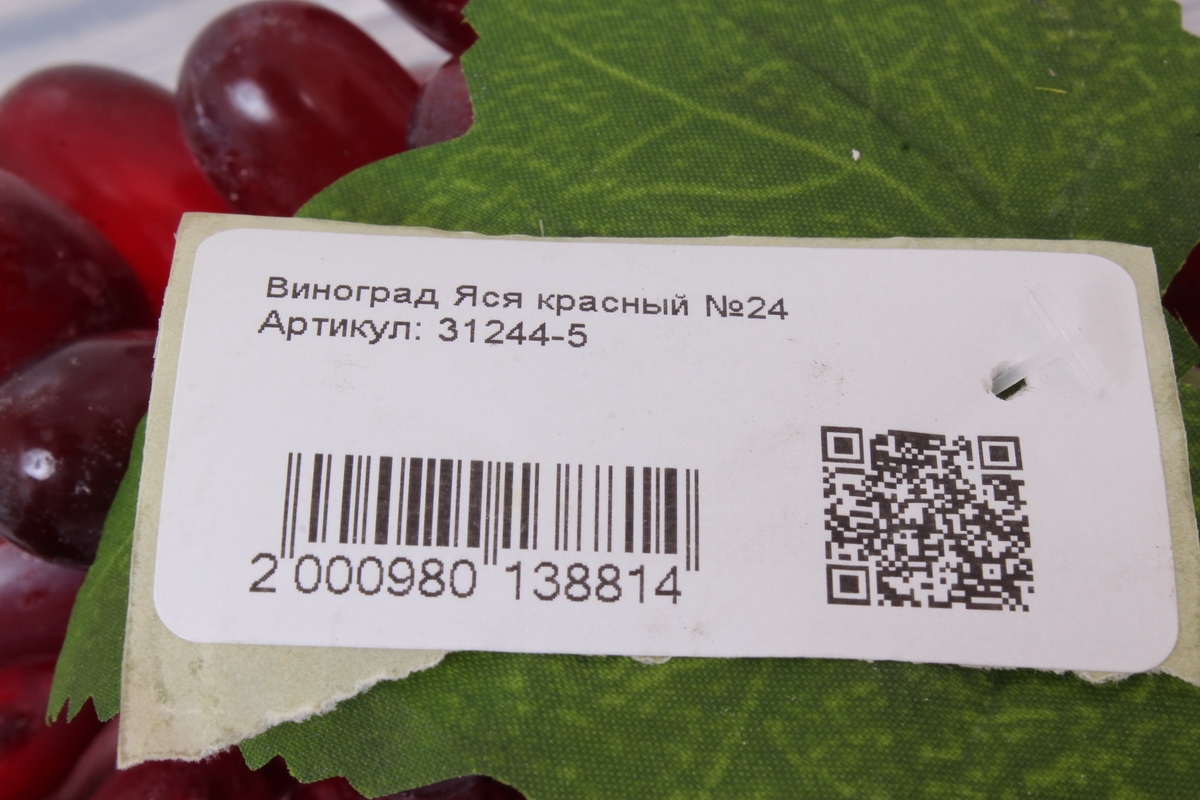 Виноград Яся красный №24
Артикул: 31244-5
2 000980 138814